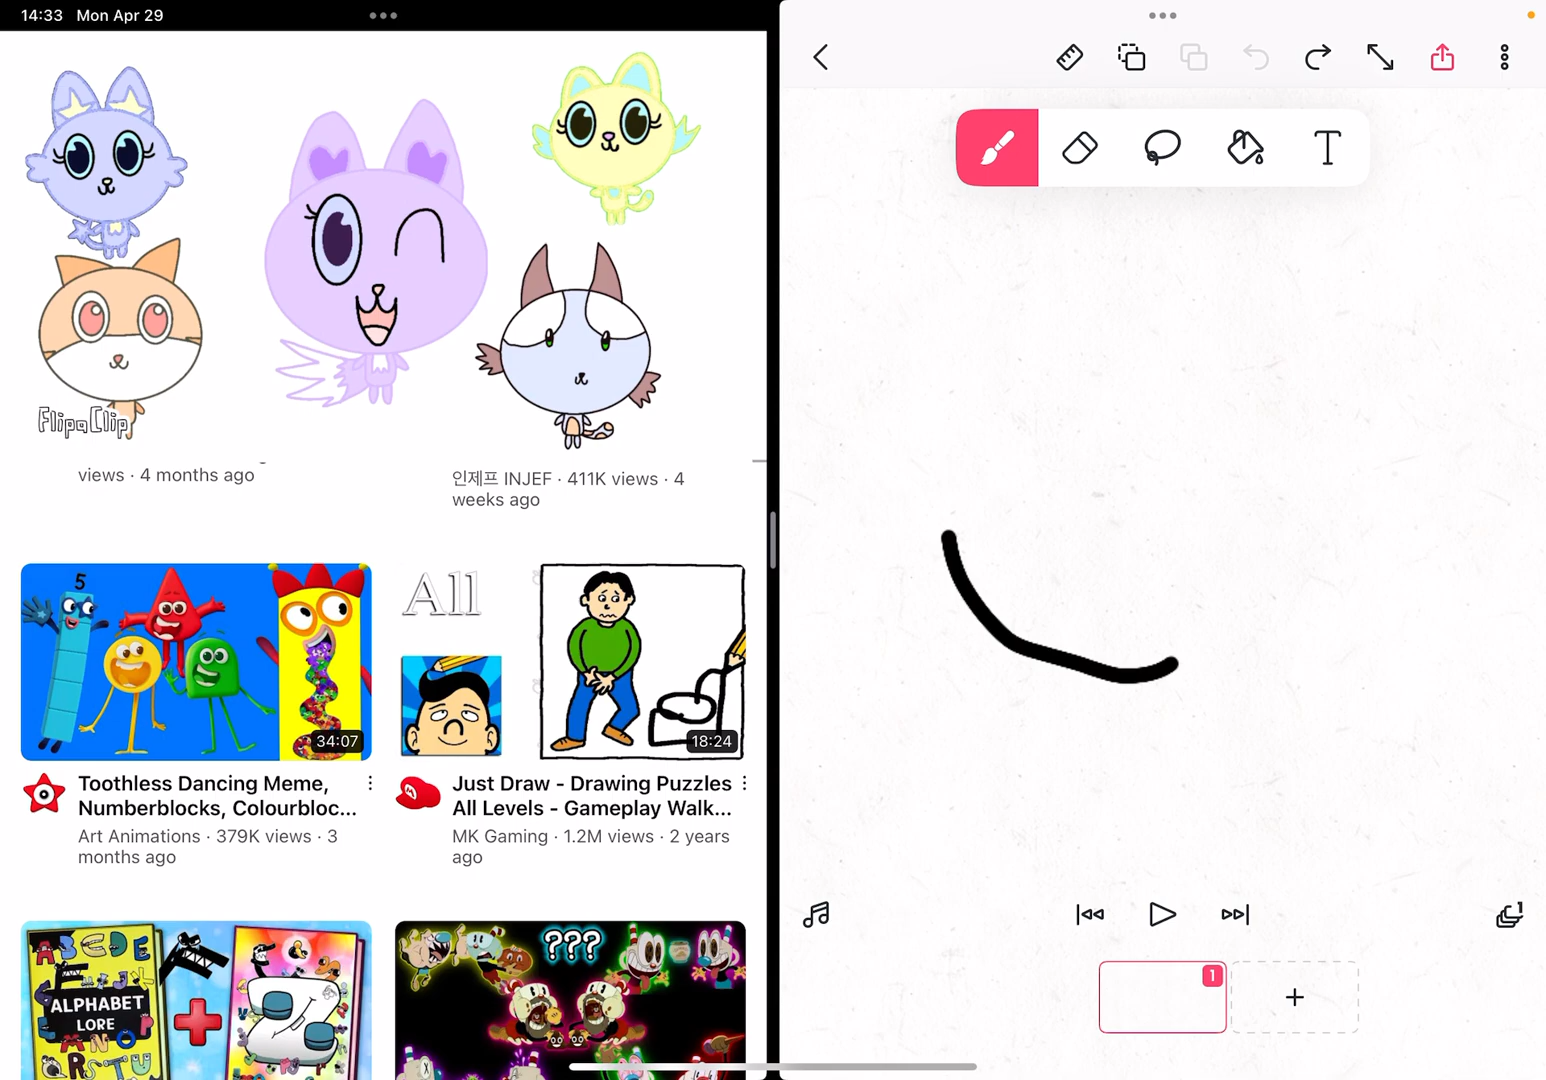 14:33 Mon Apr 29
FlipaClip
views · 4 months ago
인제프 INJEF · 411K views · 4
weeks ago
5
34:07
All
18:24
Toothless Dancing Meme,
Numberblocks, Colourbloc...
Art Animations · 379K views · 3
months ago
Just Draw - Drawing Puzzles
All Levels - Gameplay Walk...
MK Gaming · 1.2M views · 2 years
ago
ALPHABET
LORE
???
T
1
1